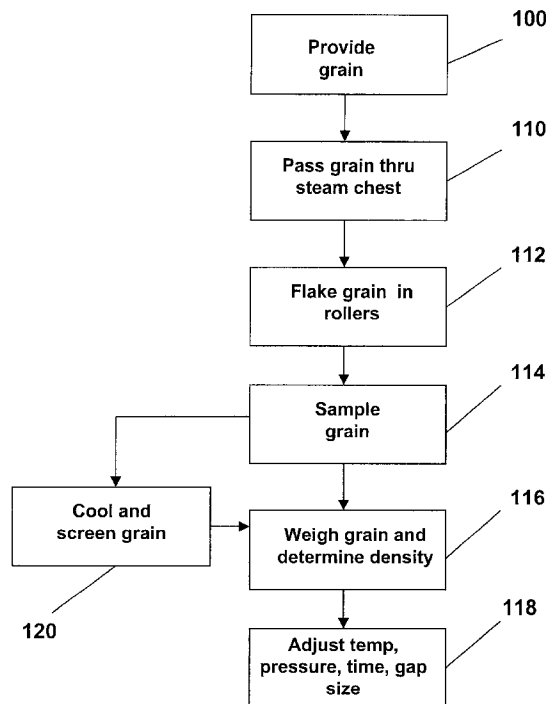 100
Provide
grain
110
Pass grain thru
steam chest
112
Flake grain in
rollers
114
Sample
grain
116
Cool and
screen grain
Weigh grain and
determine density
120
118
Adjust temp,
pressure, time, gap
size